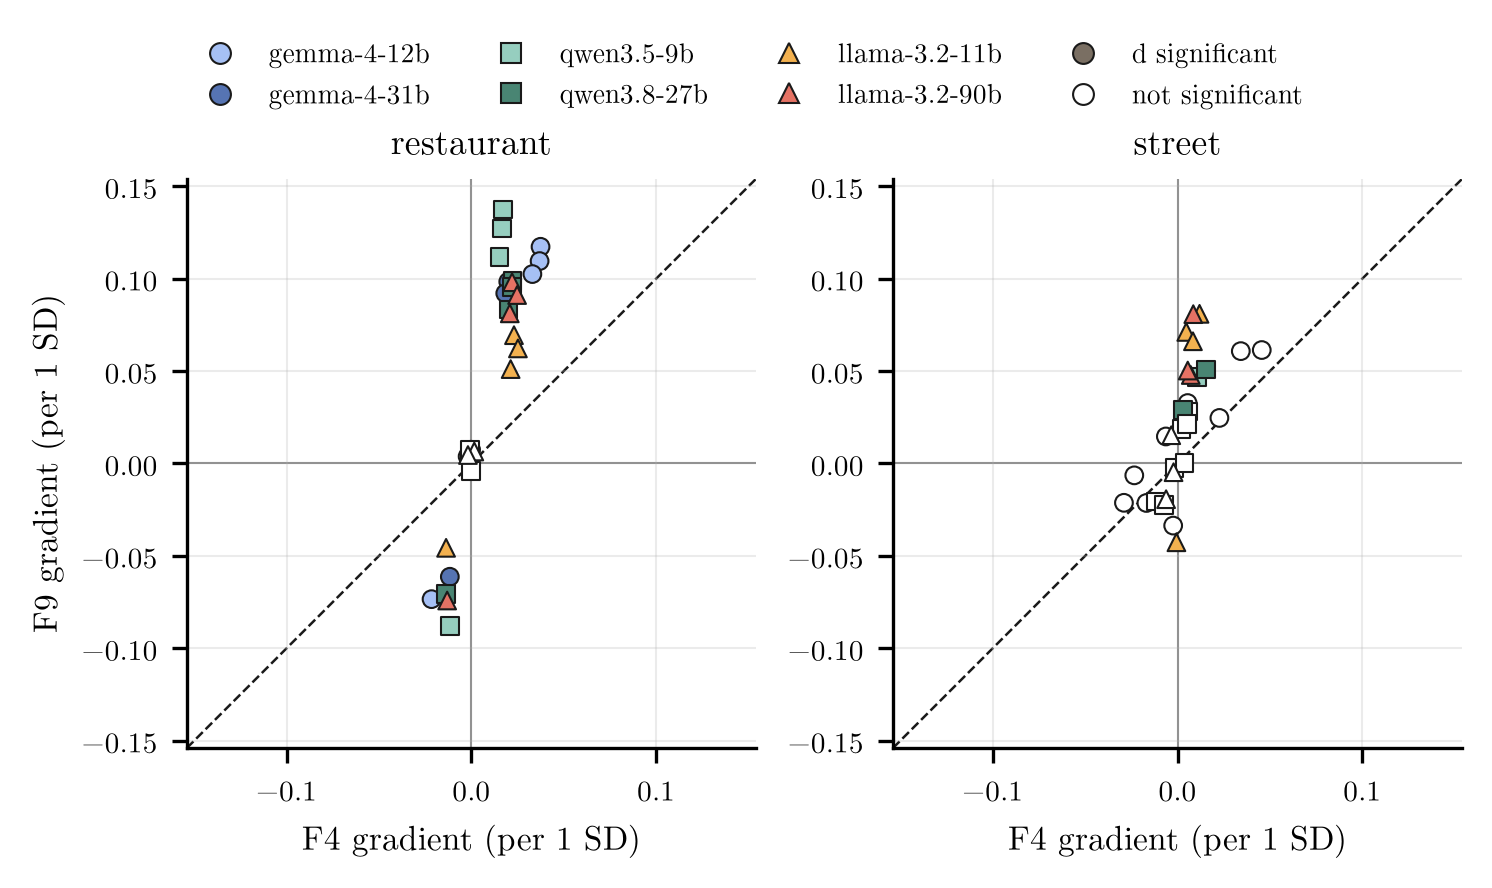 gemma-4-12b
qwen3.5-9b
llama-3.2-11b
d significant
gemma-4-31b
qwen3.8-27b
llama-3.2-90b
not significant
restaurant
street
F9 gradient (per 1 SD)
0.15
0.10
0.05
0.00
−0.05
−0.10
−0.15
−0.1
0.0
0.1
F4 gradient (per 1 SD)
0.15
0.10
0.05
0.00
−0.05
−0.10
−0.15
−0.1
0.0
0.1
F4 gradient (per 1 SD)